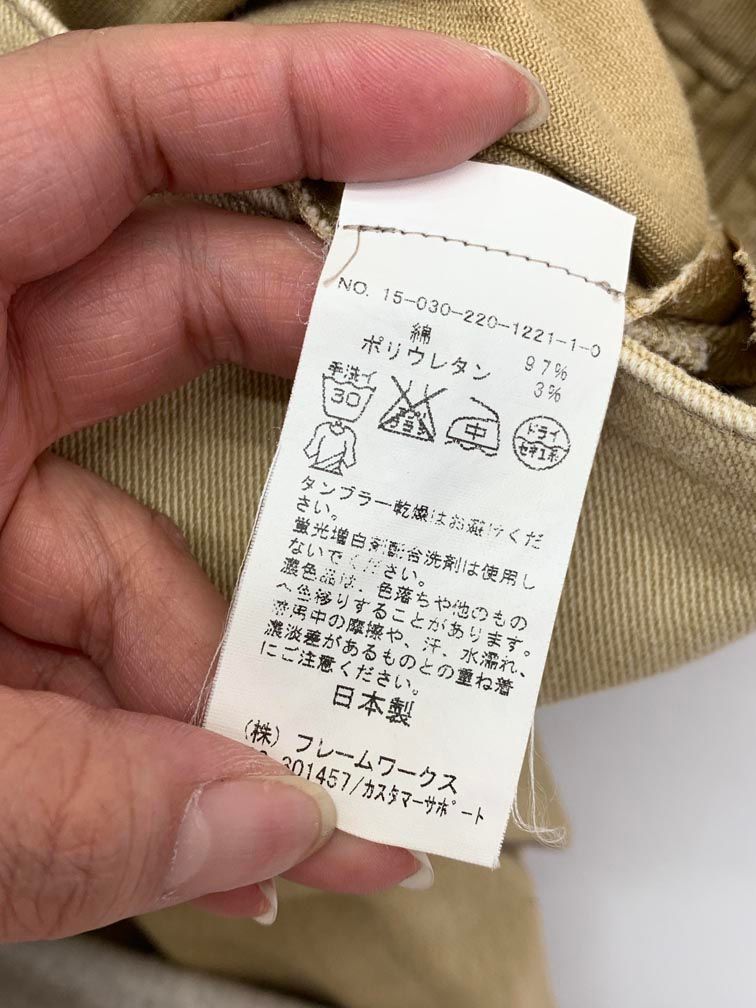 NO. 15-030-220-1221-1-0
綿 97%
ポリウレタン 3%
手洗イ
30
エンソ
サラシ
中
ドライ
セキユ系
タンブラー乾燥はお避けくだ
さい。
蛍光増白剤配合洗剤は使用し
ないでください。
濃色品は、色落ちや他のもの
へ色移りすることがあります。
着用中の摩擦や、汗、水濡れ、
濃淡差があるものとの重ね着
にご注意ください。
日本製
(株) フレームワークス
301457/カスタマーサポート